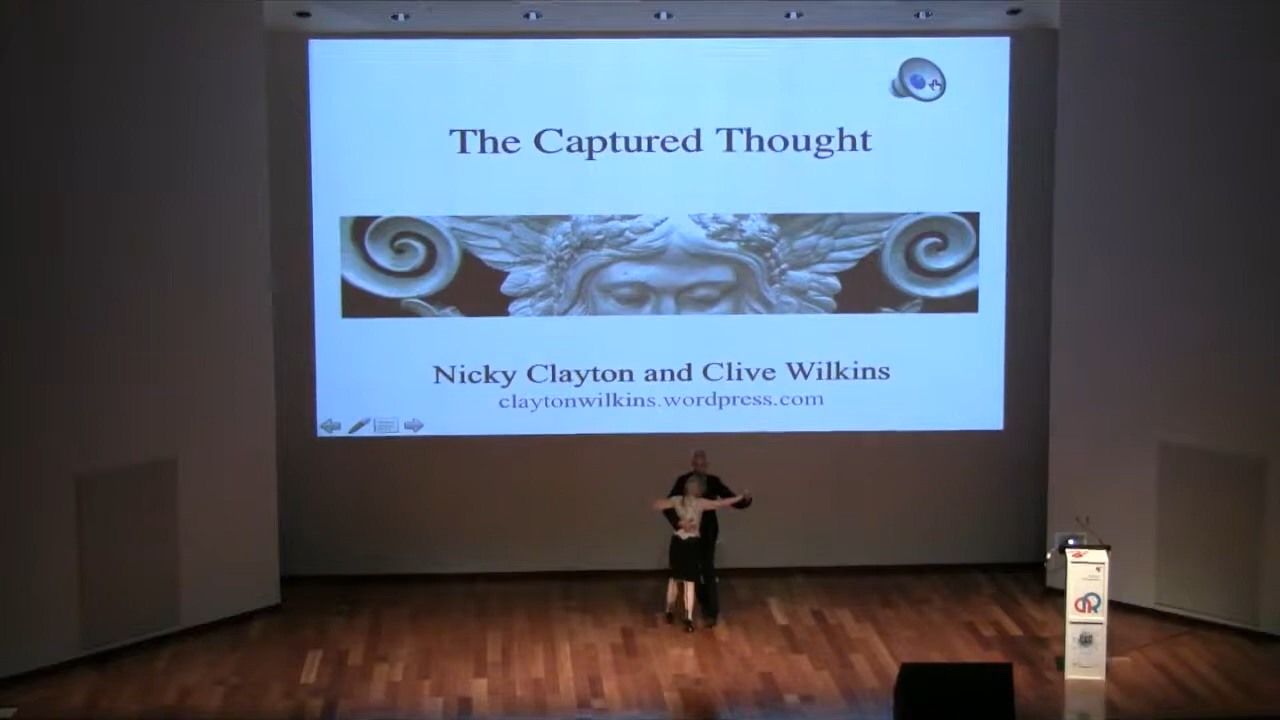 The Captured Thought
Nicky Clayton and Clive Wilkins
claytonwilkins.wordpress.com